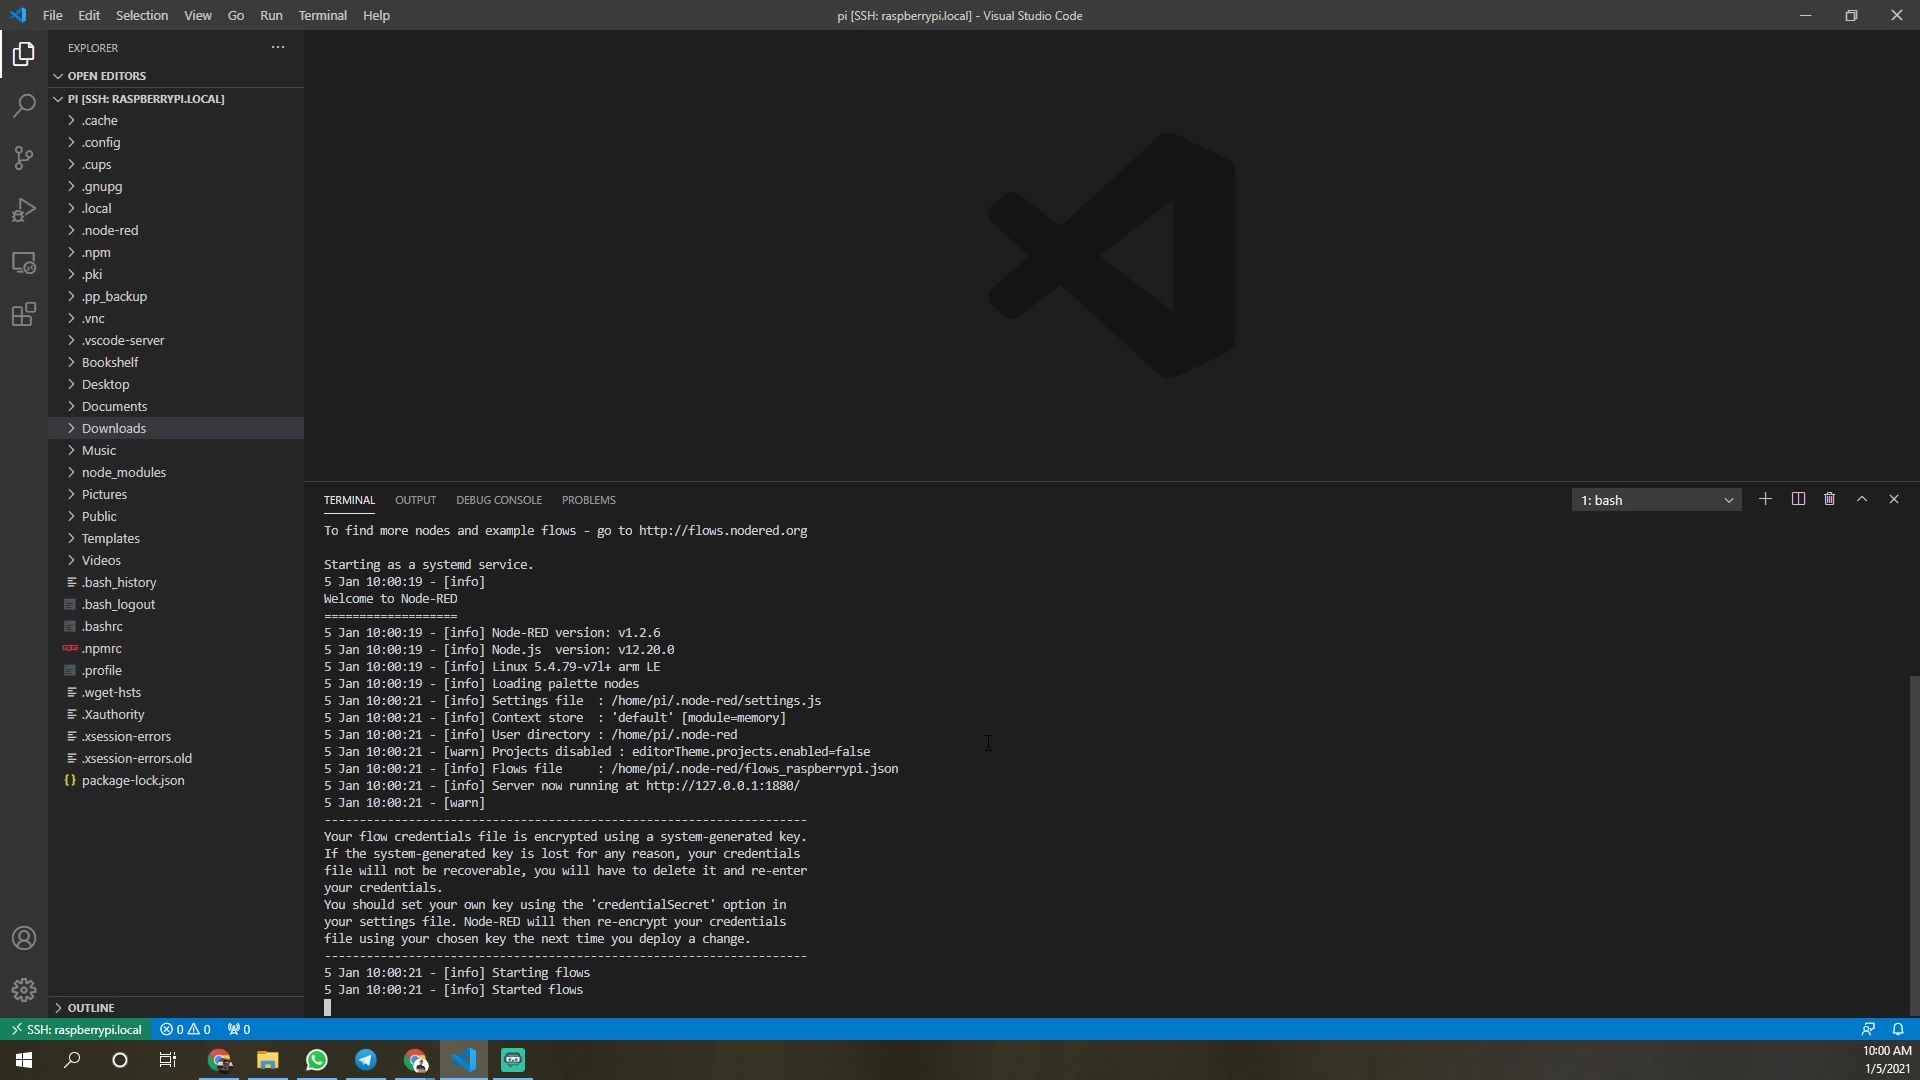 File Edit Selection View Go Run Terminal Help
pi [SSH: raspberrypi.local] - Visual Studio Code
EXPLORER
OPEN EDITORS
PI [SSH: RASPBERRYPI.LOCAL]
.cache
.config
.cups
.gnupg
.local
.node-red
.npm
.pki
.pp_backup
.vnc
.vscode-server
Bookshelf
Desktop
Documents
Downloads
Music
node_modules
Pictures
Public
Templates
Videos
.bash_history
.bash_logout
.bashrc
.npmrc
.profile
.wget-hsts
.Xauthority
.xsession-errors
.xsession-errors.old
package-lock.json
OUTLINE
TERMINAL OUTPUT DEBUG CONSOLE PROBLEMS
1: bash
To find more nodes and example flows - go to http://flows.nodered.org
Starting as a systemd service.
5 Jan 10:00:19 - [info]
Welcome to Node-RED
===================
5 Jan 10:00:19 - [info] Node-RED version: v1.2.6
5 Jan 10:00:19 - [info] Node.js  version: v12.20.0
5 Jan 10:00:19 - [info] Linux 5.4.79-v7l+ arm LE
5 Jan 10:00:19 - [info] Loading palette nodes
5 Jan 10:00:21 - [info] Settings file  : /home/pi/.node-red/settings.js
5 Jan 10:00:21 - [info] Context store  : 'default' [module=memory]
5 Jan 10:00:21 - [info] User directory : /home/pi/.node-red
5 Jan 10:00:21 - [warn] Projects disabled : editorTheme.projects.enabled=false
5 Jan 10:00:21 - [info] Flows file     : /home/pi/.node-red/flows_raspberrypi.json
5 Jan 10:00:21 - [info] Server now running at http://127.0.0.1:1880/
5 Jan 10:00:21 - [warn]
---------------------------------------------------------------------
Your flow credentials file is encrypted using a system-generated key.
If the system-generated key is lost for any reason, your credentials
file will not be recoverable, you will have to delete it and re-enter
your credentials.
You should set your own key using the 'credentialSecret' option in
your settings file. Node-RED will then re-encrypt your credentials
file using your chosen key the next time you deploy a change.
---------------------------------------------------------------------
5 Jan 10:00:21 - [info] Starting flows
5 Jan 10:00:21 - [info] Started flows
SSH: raspberrypi.local 0 0 0
10:00 AM
1/5/2021